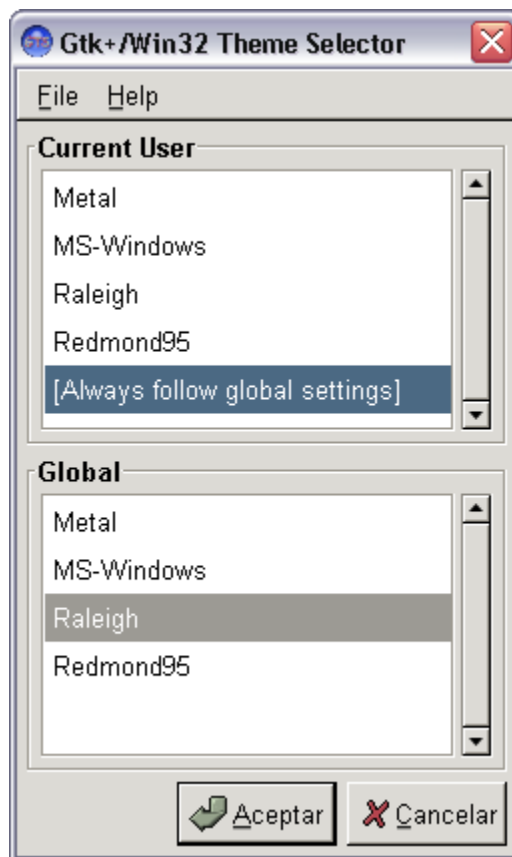 Gtk+/Win32 Theme Selector
File Help
Current User
Metal
MS-Windows
Raleigh
Redmond95
[Always follow global settings]
Global
Metal
MS-Windows
Raleigh
Redmond95
Aceptar Cancelar